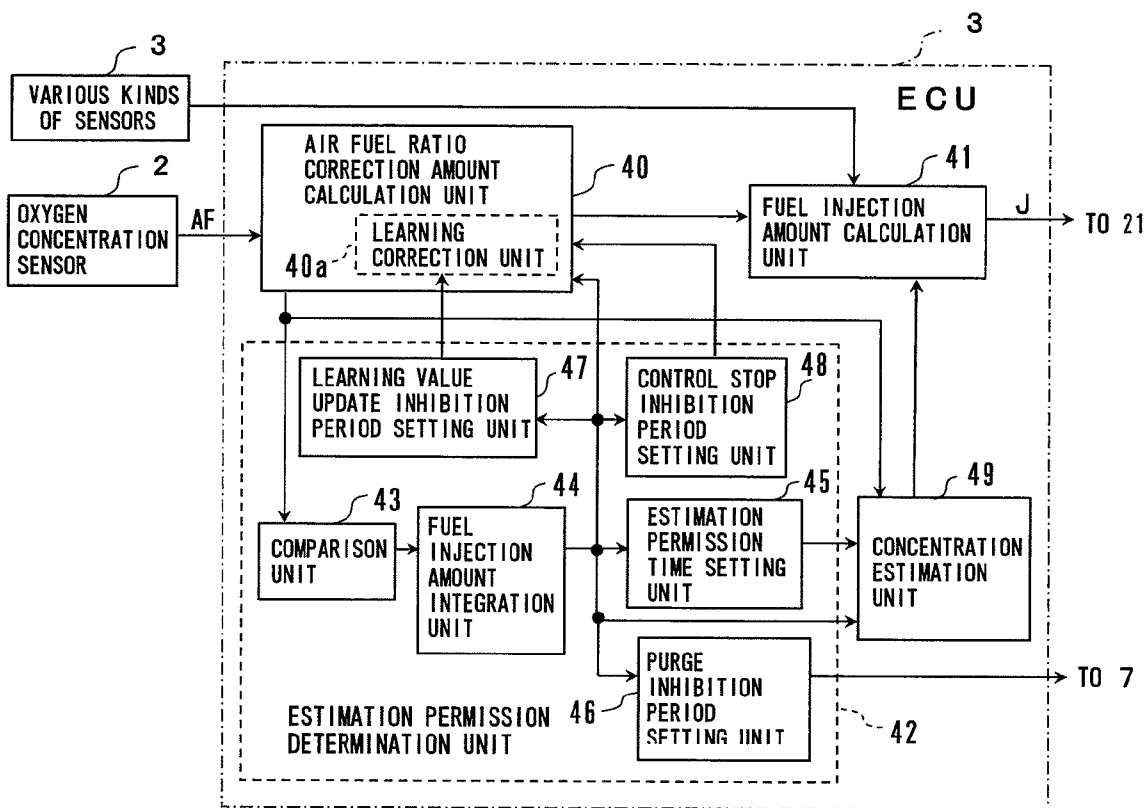 3
3
VARIOUS KINDS
OF SENSORS
ECU
AIR FUEL RATIO
CORRECTION AMOUNT
CALCULATION UNIT
40
41
2
OXYGEN
CONCENTRATION
SENSOR
AF
LEARNING
CORRECTION UNIT
40a
FUEL INJECTION
AMOUNT CALCULATION
UNIT
J
TO 21
LEARNING VALUE
UPDATE INHIBITION
PERIOD SETTING UNIT
47
CONTROL STOP
INHIBITION
PERIOD
SETTING UNIT
48
43
COMPARISON
UNIT
44
FUEL
INJECTION
AMOUNT
INTEGRATION
UNIT
45
ESTIMATION
PERMISSION
TIME SETTING
UNIT
49
CONCENTRATION
ESTIMATION
UNIT
46
PURGE
INHIBITION
PERIOD
SETTING UNIT
TO 7
42
ESTIMATION PERMISSION
DETERMINATION UNIT